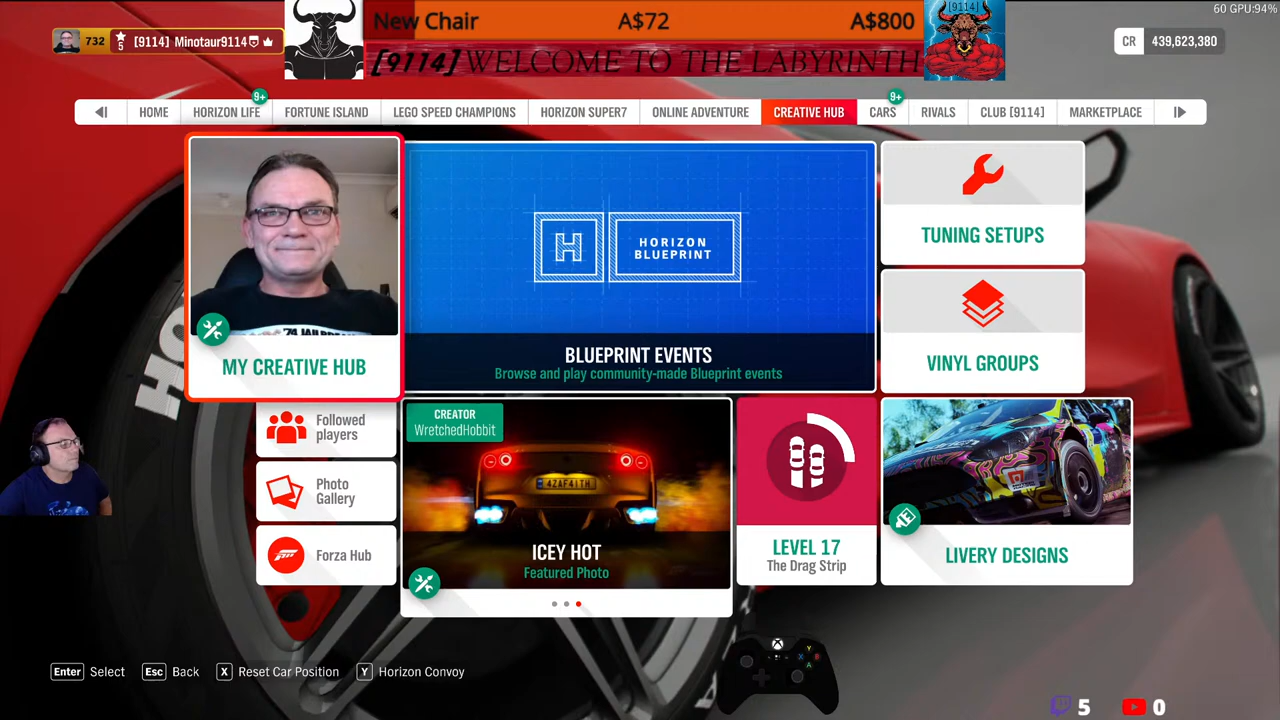 60 GPU:94%
New Chair A$72 A$800
[9114] WELCOME TO THE LABYRINTH
[9114]
732 5 [9114] Minotaur9114
CR 439,623,380
9+ 9+
HOME HORIZON LIFE FORTUNE ISLAND LEGO SPEED CHAMPIONS HORIZON SUPER7 ONLINE ADVENTURE CREATIVE HUB CARS RIVALS CLUB [9114] MARKETPLACE
MY CREATIVE HUB
H HORIZON
BLUEPRINT
BLUEPRINT EVENTS
Browse and play community-made Blueprint events
TUNING SETUPS
VINYL GROUPS
Followed
players
Photo
Gallery
Forza Hub
CREATOR
WretchedHobbit
4ZAF41TH
ICEY HOT
Featured Photo
LEVEL 17
The Drag Strip
LIVERY DESIGNS
Enter Select Esc Back X Reset Car Position Y Horizon Convoy
5 0